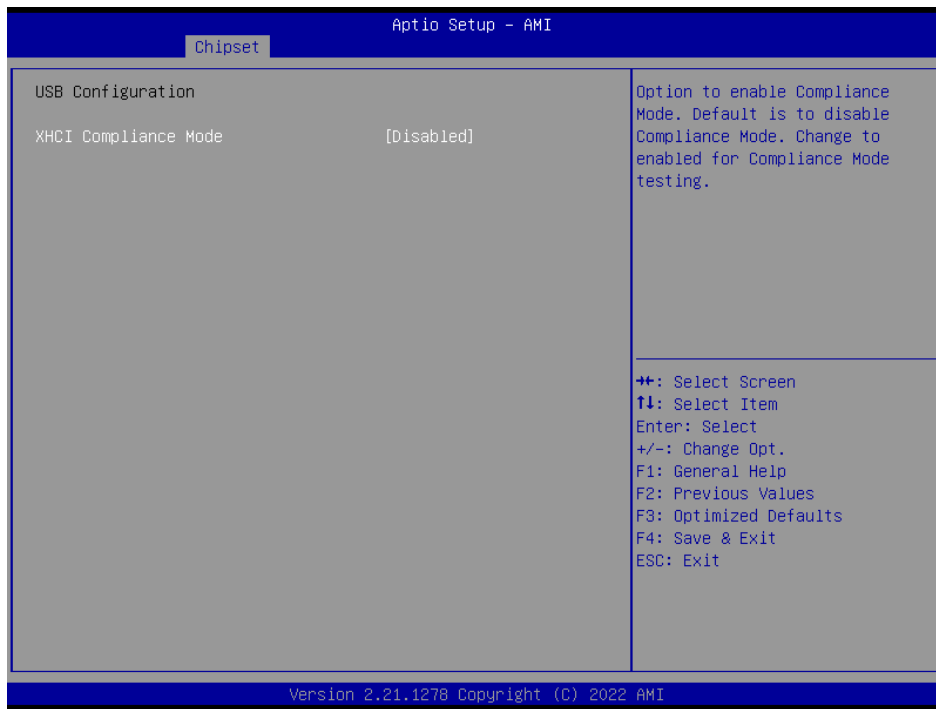 Aptio Setup – AMI
Chipset
USB Configuration
XHCI Compliance Mode [Disabled]
Option to enable Compliance
Mode. Default is to disable
Compliance Mode. Change to
enabled for Compliance Mode
testing.
→←: Select Screen
↑↓: Select Item
Enter: Select
+/-: Change Opt.
F1: General Help
F2: Previous Values
F3: Optimized Defaults
F4: Save & Exit
ESC: Exit
Version 2.21.1278 Copyright (C) 2022 AMI